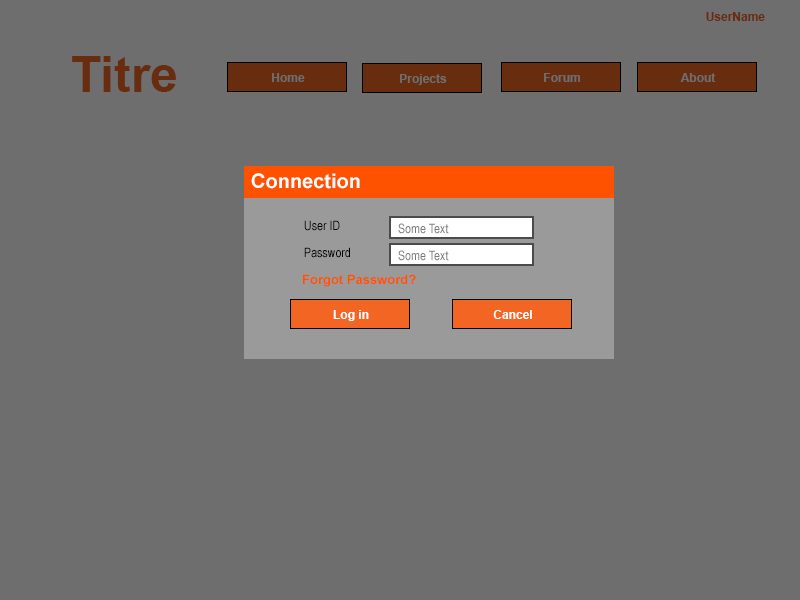 UserName
Titre
Home
Projects
Forum
About
Connection
User ID
Some Text
Password
Some Text
Forgot Password?
Log in
Cancel